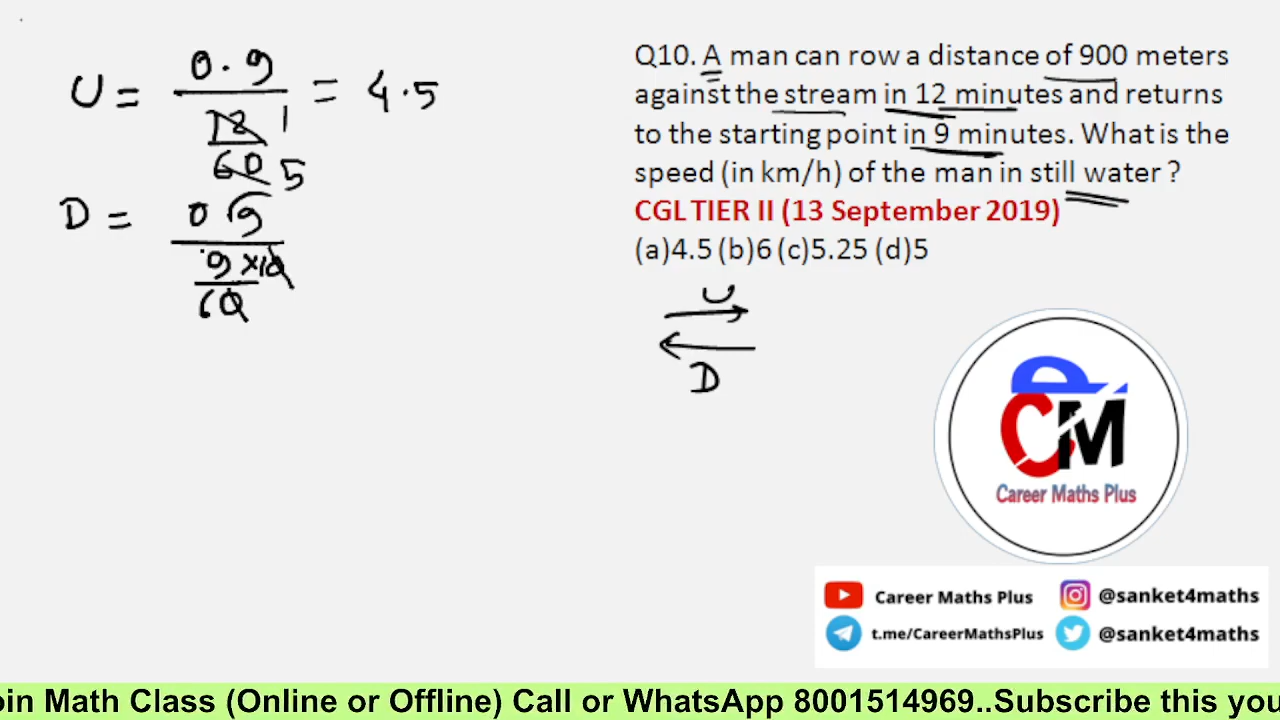 U = 0.9 / 12/60 1 5 = 4.5
D = 0 9 / 9×10 / 60
Q10. A man can row a distance of 900 meters
against the stream in 12 minutes and returns
to the starting point in 9 minutes. What is the
speed (in km/h) of the man in still water ?
CGL TIER II (13 September 2019)
(a)4.5 (b)6 (c)5.25 (d)5
U
D
CM
Career Maths Plus
Career Maths Plus
@sanket4maths
t.me/CareerMathsPlus
@sanket4maths
oin Math Class (Online or Offline) Call or WhatsApp 8001514969..Subscribe this you